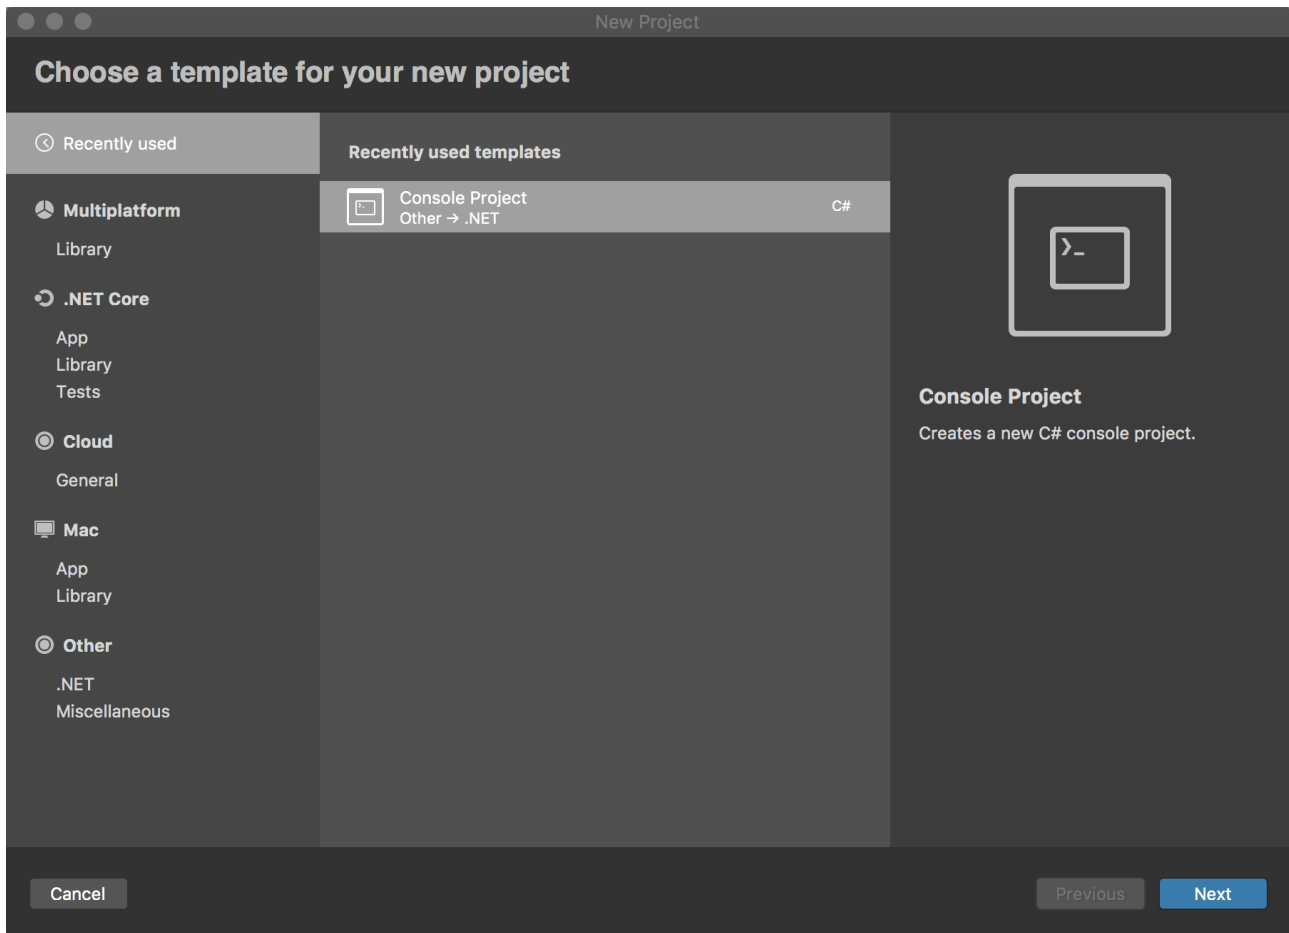 New Project
Choose a template for your new project
Recently used
Multiplatform
Library
.NET Core
App
Library
Tests
Cloud
General
Mac
App
Library
Other
.NET
Miscellaneous
Recently used templates
Console Project
Other → .NET
C#
Console Project
Creates a new C# console project.
Cancel
Previous
Next